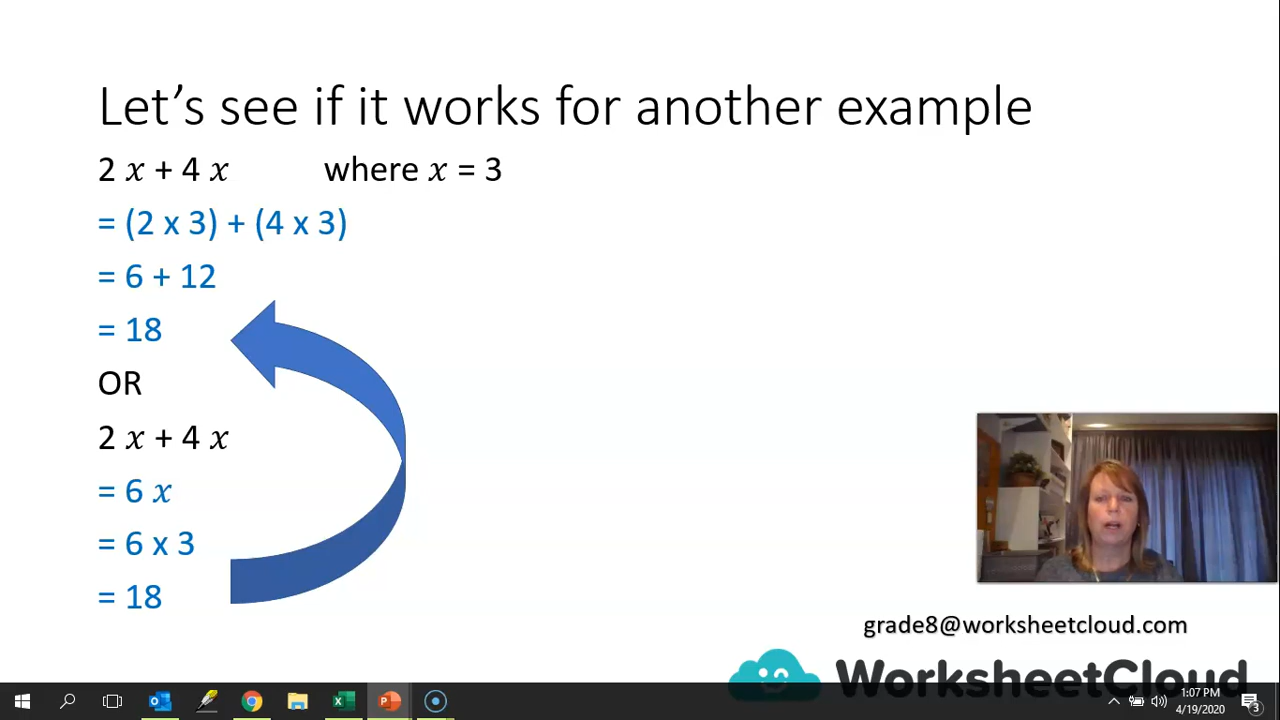 Let's see if it works for another example
2 x + 4 x where x = 3
= (2 x 3) + (4 x 3)
= 6 + 12
= 18
OR
2 x + 4 x
= 6 x
= 6 x 3
= 18
grade8@worksheetcloud.com
WorksheetCloud
1:07 PM
4/19/2020
3